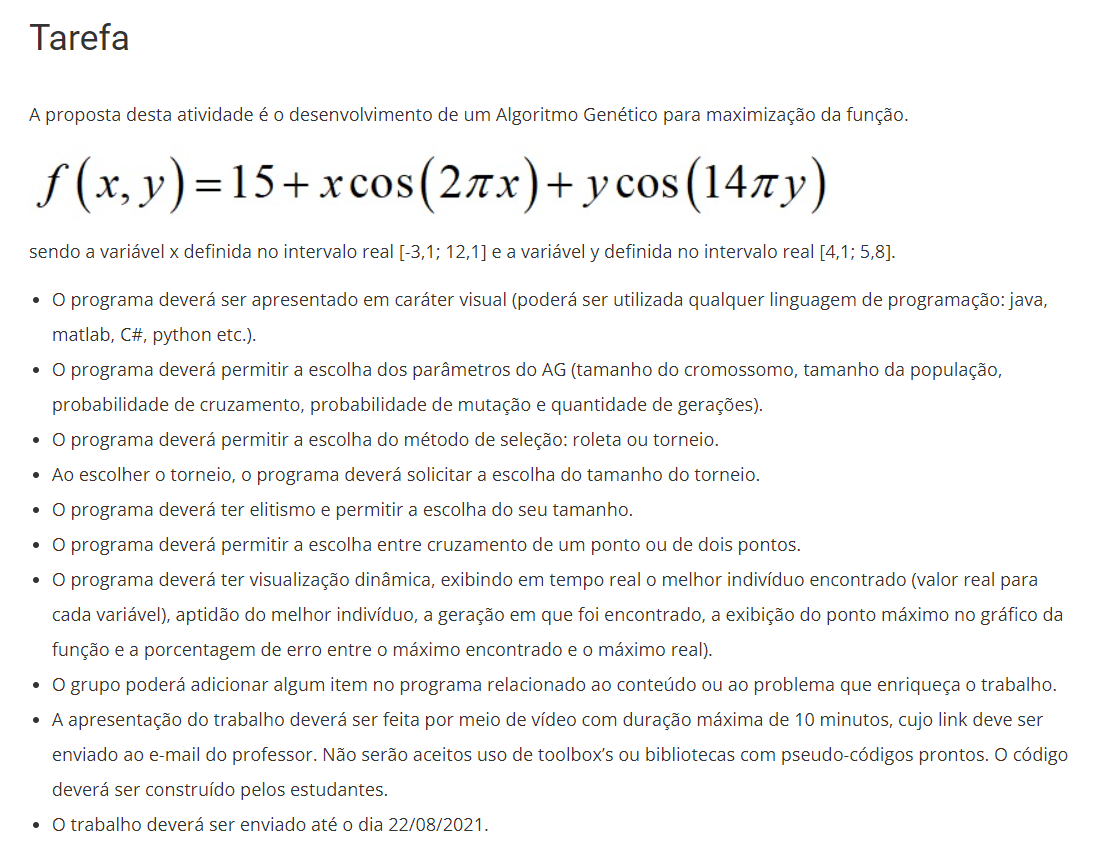 Tarefa
A proposta desta atividade é o desenvolvimento de um Algoritmo Genético para maximização da função.
f(x, y)=15+xcos(2πx)+ycos(14πy)
sendo a variável x definida no intervalo real [-3,1; 12,1] e a variável y definida no intervalo real [4,1; 5,8].
• O programa deverá ser apresentado em caráter visual (poderá ser utilizada qualquer linguagem de programação: java,
matlab, C#, python etc.).
• O programa deverá permitir a escolha dos parâmetros do AG (tamanho do cromossomo, tamanho da população,
probabilidade de cruzamento, probabilidade de mutação e quantidade de gerações).
• O programa deverá permitir a escolha do método de seleção: roleta ou torneio.
• Ao escolher o torneio, o programa deverá solicitar a escolha do tamanho do torneio.
• O programa deverá ter elitismo e permitir a escolha do seu tamanho.
• O programa deverá permitir a escolha entre cruzamento de um ponto ou de dois pontos.
• O programa deverá ter visualização dinâmica, exibindo em tempo real o melhor indivíduo encontrado (valor real para
cada variável), aptidão do melhor indivíduo, a geração em que foi encontrado, a exibição do ponto máximo no gráfico da
função e a porcentagem de erro entre o máximo encontrado e o máximo real).
• O grupo poderá adicionar algum item no programa relacionado ao conteúdo ou ao problema que enriqueça o trabalho.
• A apresentação do trabalho deverá ser feita por meio de vídeo com duração máxima de 10 minutos, cujo link deve ser
enviado ao e-mail do professor. Não serão aceitos uso de toolbox’s ou bibliotecas com pseudo-códigos prontos. O código
deverá ser construído pelos estudantes.
• O trabalho deverá ser enviado até o dia 22/08/2021.